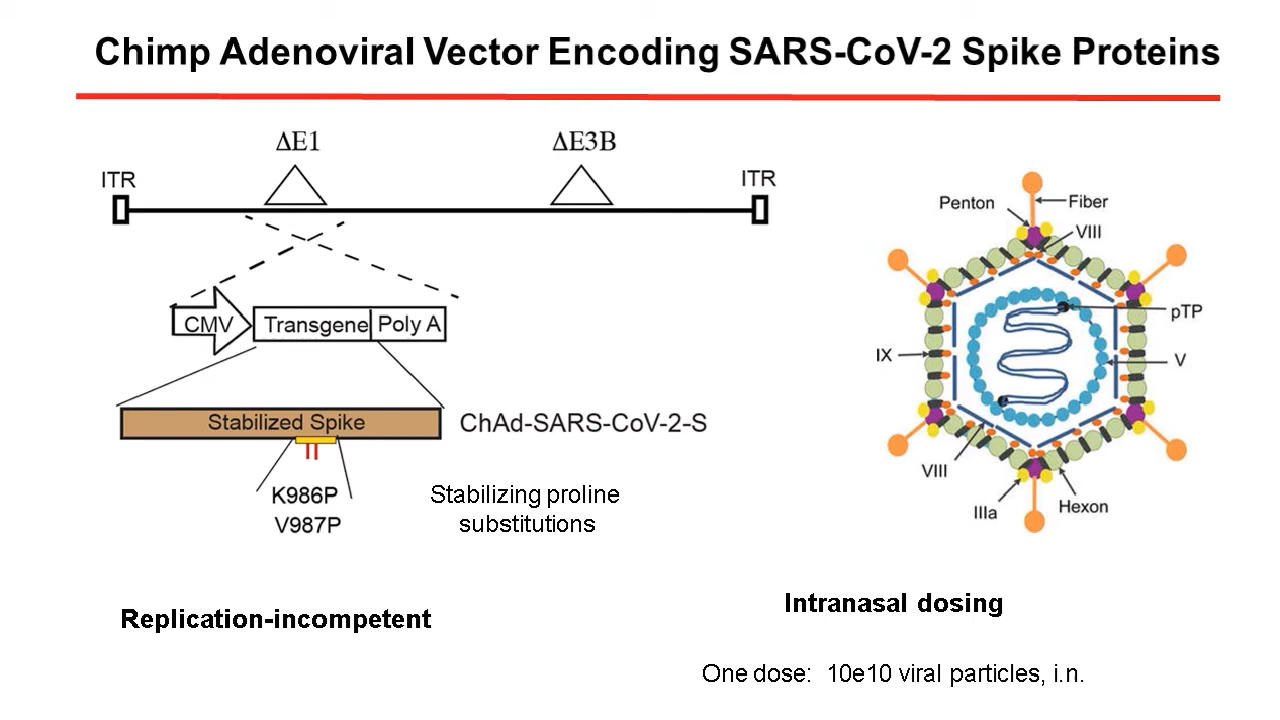 Chimp Adenoviral Vector Encoding SARS-CoV-2 Spike Proteins
ΔE1
ΔE3B
ITR
ITR
CMV
Transgene
Poly A
Stabilized Spike
ChAd-SARS-CoV-2-S
K986P
V987P
Stabilizing proline
substitutions
Replication-incompetent
Penton
Fiber
VIII
pTP
IX
V
VIII
IIIa
Hexon
Intranasal dosing
One dose: 10e10 viral particles, i.n.